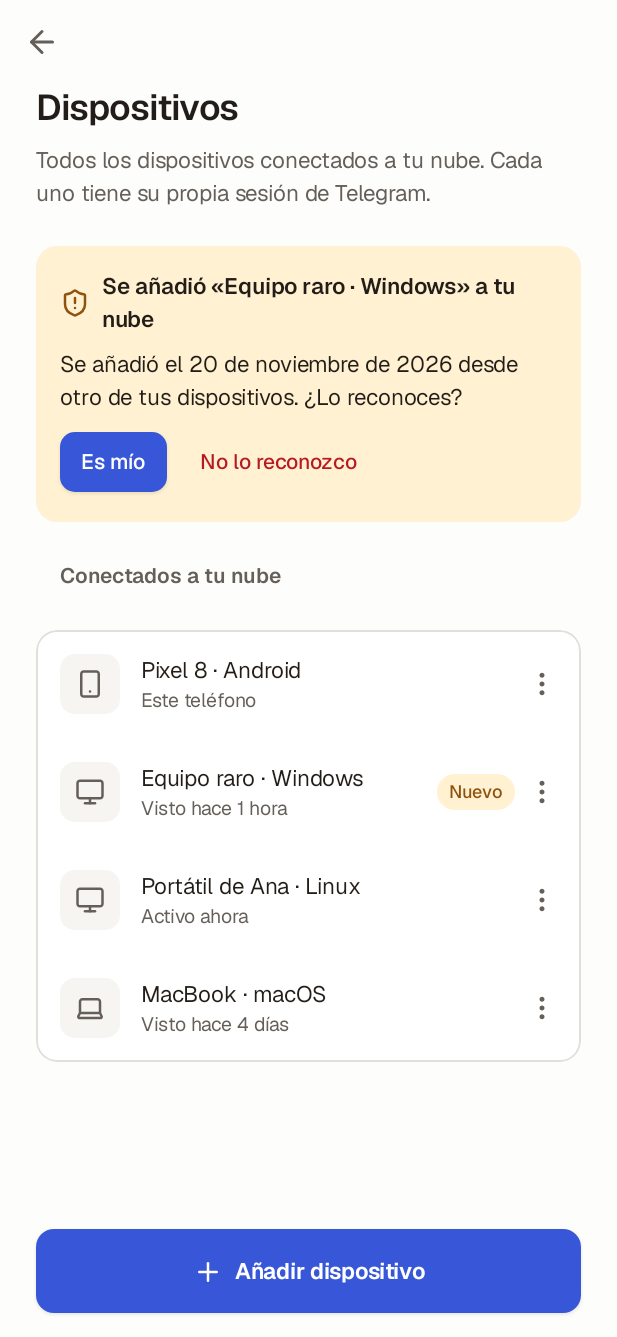 Dispositivos
Todos los dispositivos conectados a tu nube. Cada
uno tiene su propia sesión de Telegram.
Se añadió «Equipo raro · Windows» a tu
nube
Se añadió el 20 de noviembre de 2026 desde
otro de tus dispositivos. ¿Lo reconoces?
Es mío
No lo reconozco
Conectados a tu nube
Pixel 8 · Android
Este teléfono
Equipo raro · Windows
Visto hace 1 hora
Nuevo
Portátil de Ana · Linux
Activo ahora
MacBook · macOS
Visto hace 4 días
Añadir dispositivo